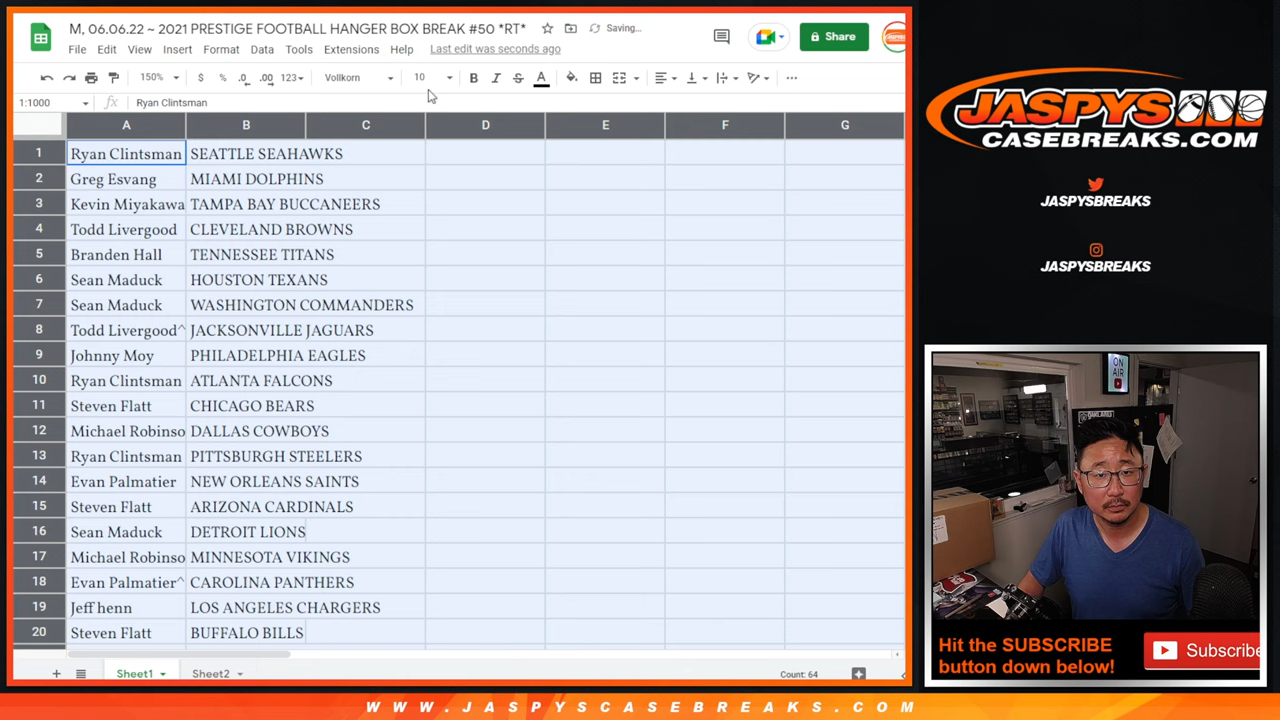 M, 06.06.22 ~ 2021 PRESTIGE FOOTBALL HANGER BOX BREAK #50 *RT*
Saving...
File Edit View Insert Format Data Tools Extensions Help Last edit was seconds ago
Share
150% $ % .0 .00 123 Vollkorn 10 B I S A
1:1000 fx Ryan Clintsman
A B C D E F G
1 Ryan Clintsman SEATTLE SEAHAWKS
2 Greg Esvang MIAMI DOLPHINS
3 Kevin Miyakawa TAMPA BAY BUCCANEERS
4 Todd Livergood CLEVELAND BROWNS
5 Branden Hall TENNESSEE TITANS
6 Sean Maduck HOUSTON TEXANS
7 Sean Maduck WASHINGTON COMMANDERS
8 Todd Livergood^ JACKSONVILLE JAGUARS
9 Johnny Moy PHILADELPHIA EAGLES
10 Ryan Clintsman ATLANTA FALCONS
11 Steven Flatt CHICAGO BEARS
12 Michael Robinso DALLAS COWBOYS
13 Ryan Clintsman PITTSBURGH STEELERS
14 Evan Palmatier NEW ORLEANS SAINTS
15 Steven Flatt ARIZONA CARDINALS
16 Sean Maduck DETROIT LIONS
17 Michael Robinso MINNESOTA VIKINGS
18 Evan Palmatier^ CAROLINA PANTHERS
19 Jeff henn LOS ANGELES CHARGERS
20 Steven Flatt BUFFALO BILLS
Sheet1 Sheet2 Count: 64
JASPYS
CASEBREAKS.COM
JASPYSBREAKS
JASPYSBREAKS
ON
AIR
Hit the SUBSCRIBE
button down below!
Subscribe
WWW.JASPYSCASEBREAKS.COM